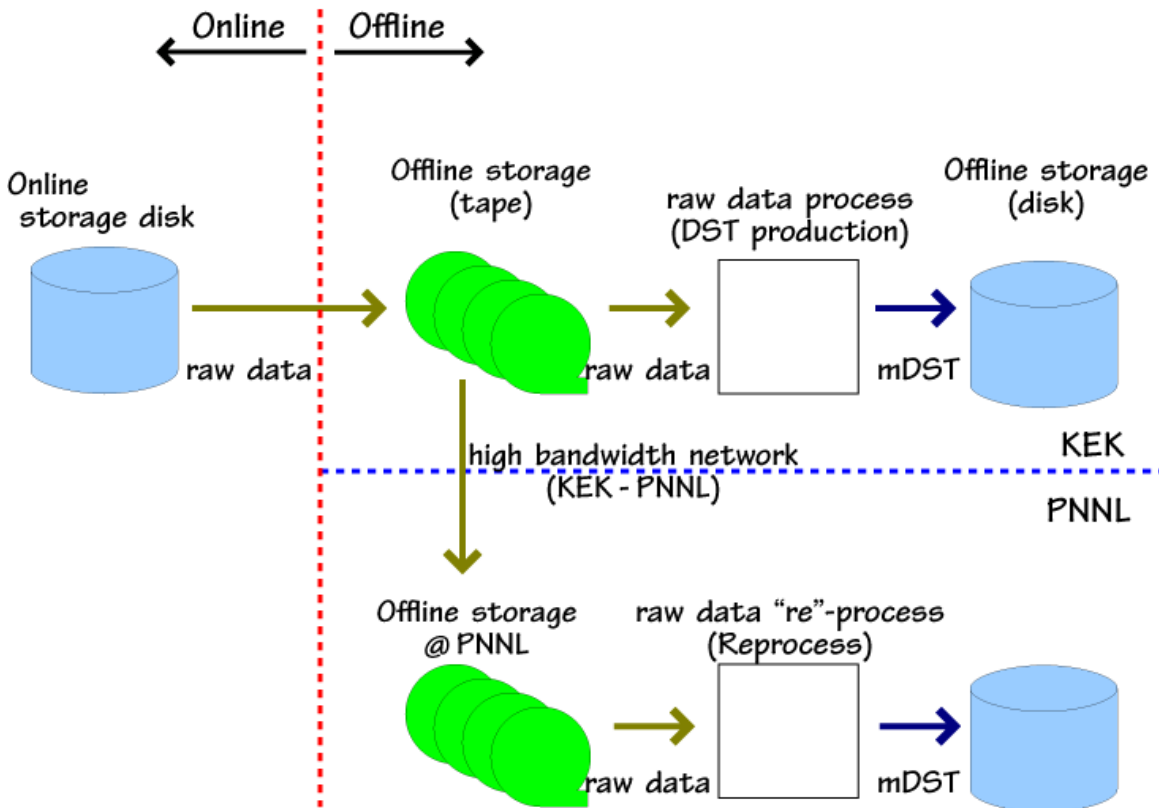 Online
Offline
Online
storage disk
Offline storage
(tape)
raw data process
(DST production)
Offline storage
(disk)
raw data
raw data
mDST
KEK
high bandwidth network
(KEK - PNNL)
PNNL
Offline storage
@ PNNL
raw data “re”-process
(Reprocess)
raw data
mDST